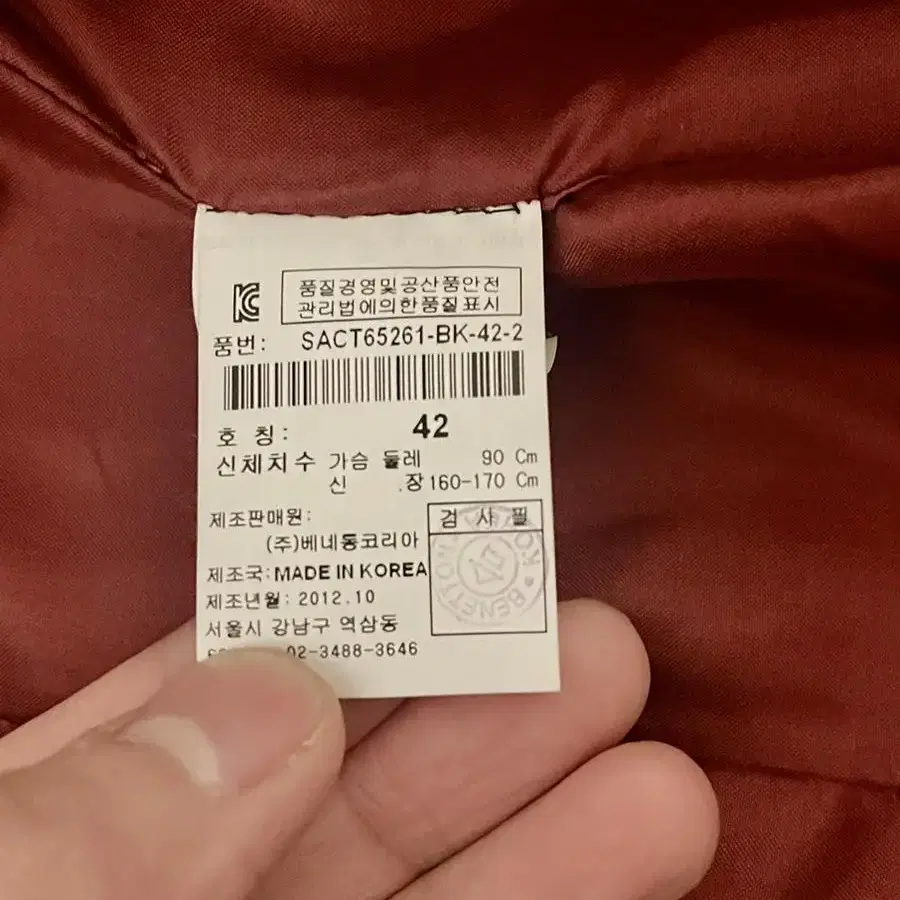 품질경영및공산품안전
관리법에의한품질표시
품번: SACT65261-BK-42-2
호 칭: 42
신체치수 가슴 둘레 90 Cm
신 장 160-170 Cm
제조판매원:
(주)베네통코리아
제조국: MADE IN KOREA
제조년월: 2012.10
서울시 강남구 역삼동
02-3488-3646
검 사 필
BENETTON KOREA